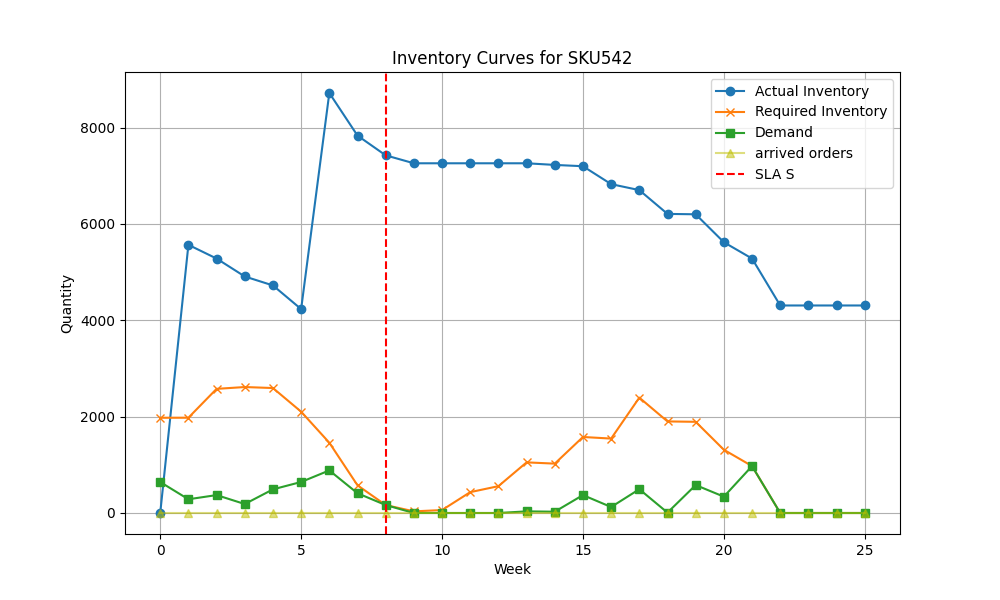 Inventory Curves for SKU542
Actual Inventory
Required Inventory
Demand
arrived orders
SLA S
8000
6000
4000
2000
0
Quantity
0 5 10 15 20 25
Week